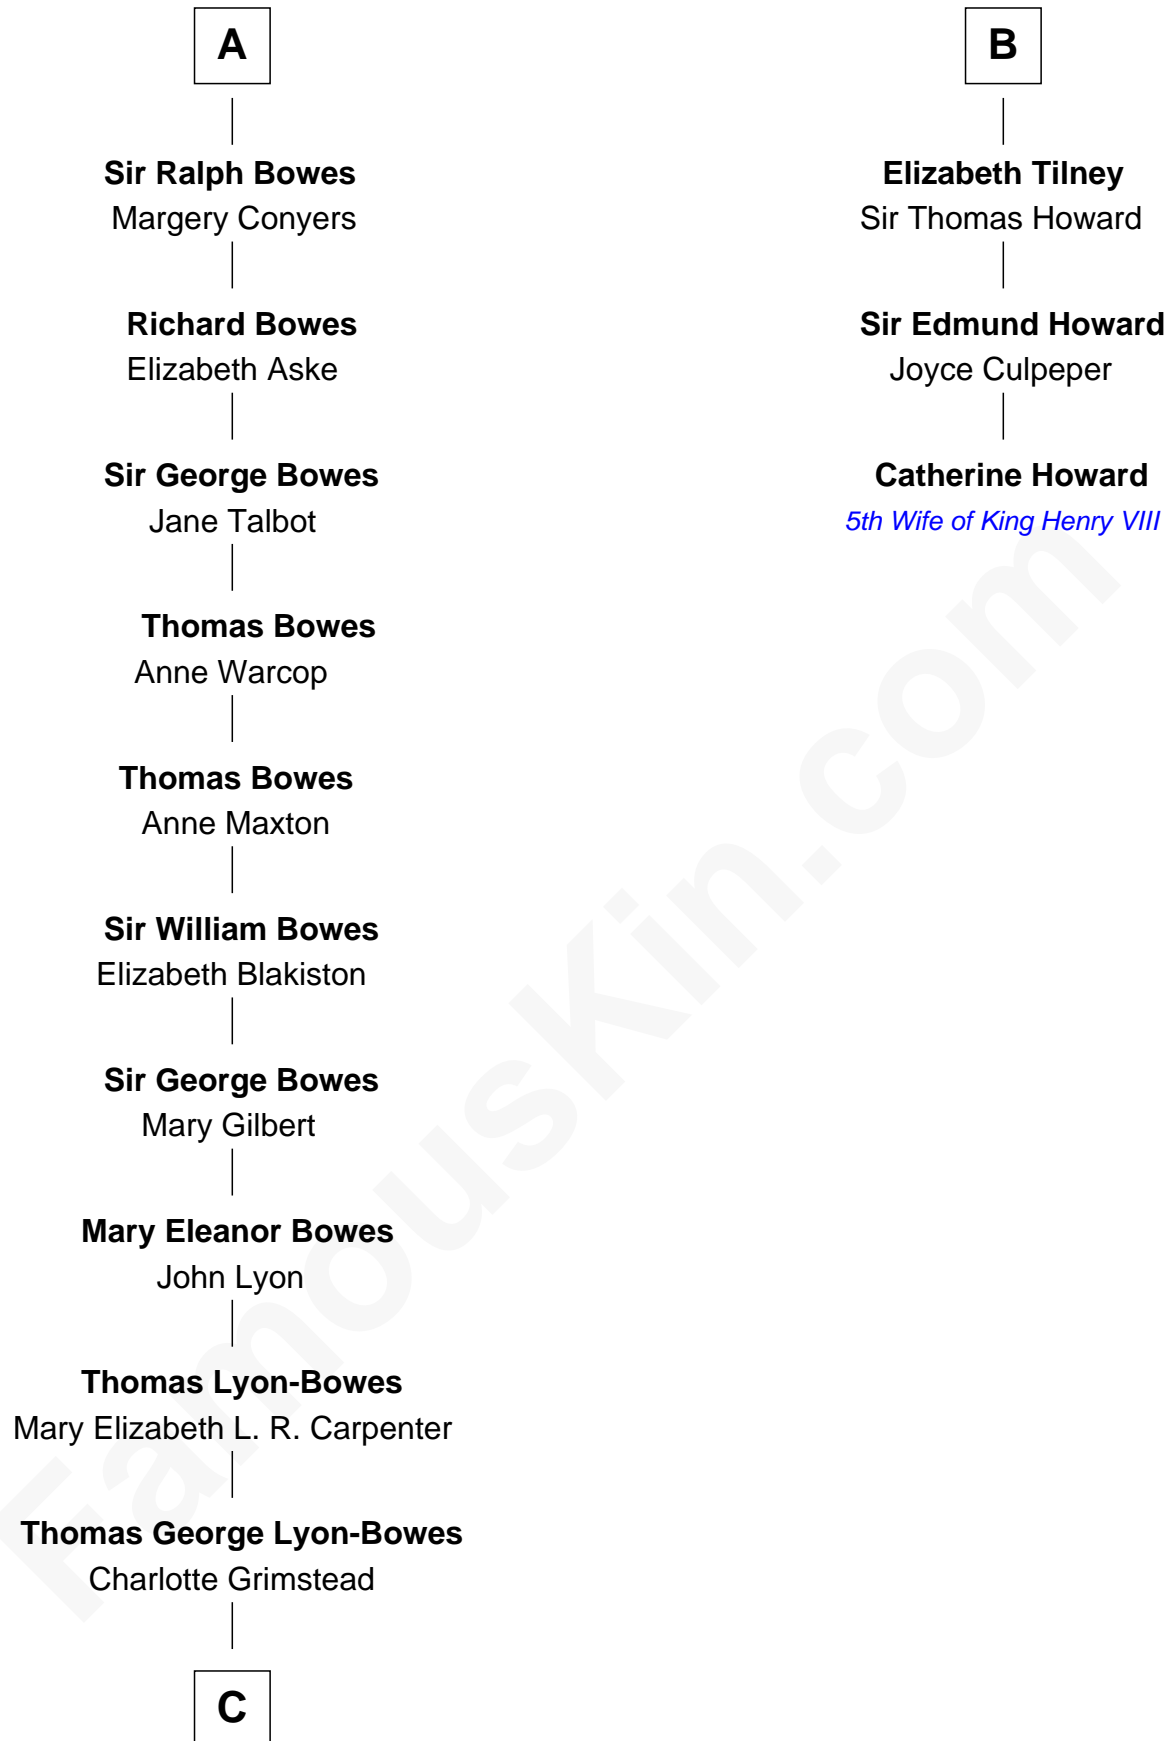 A
Sir Ralph Bowes
Margery Conyers
Richard Bowes
Elizabeth Aske
Sir George Bowes
Jane Talbot
Thomas Bowes
Anne Warcop
Thomas Bowes
Anne Maxton
Sir William Bowes
Elizabeth Blakiston
Sir George Bowes
Mary Gilbert
Mary Eleanor Bowes
John Lyon
Thomas Lyon-Bowes
Mary Elizabeth L. R. Carpenter
Thomas George Lyon-Bowes
Charlotte Grimstead
C
B
Elizabeth Tilney
Sir Thomas Howard
Sir Edmund Howard
Joyce Culpeper
Catherine Howard
5th Wife of King Henry VIII
FamousKin.com